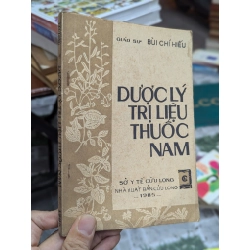 GIÁO SƯ BÙI CHÍ HIẾU
DƯỢC LÝ
TRỊ LIỆU
THUỐC
NAM
SỞ Y TẾ CỬU LONG
NHÀ XUẤT BẢN CỬU LONG